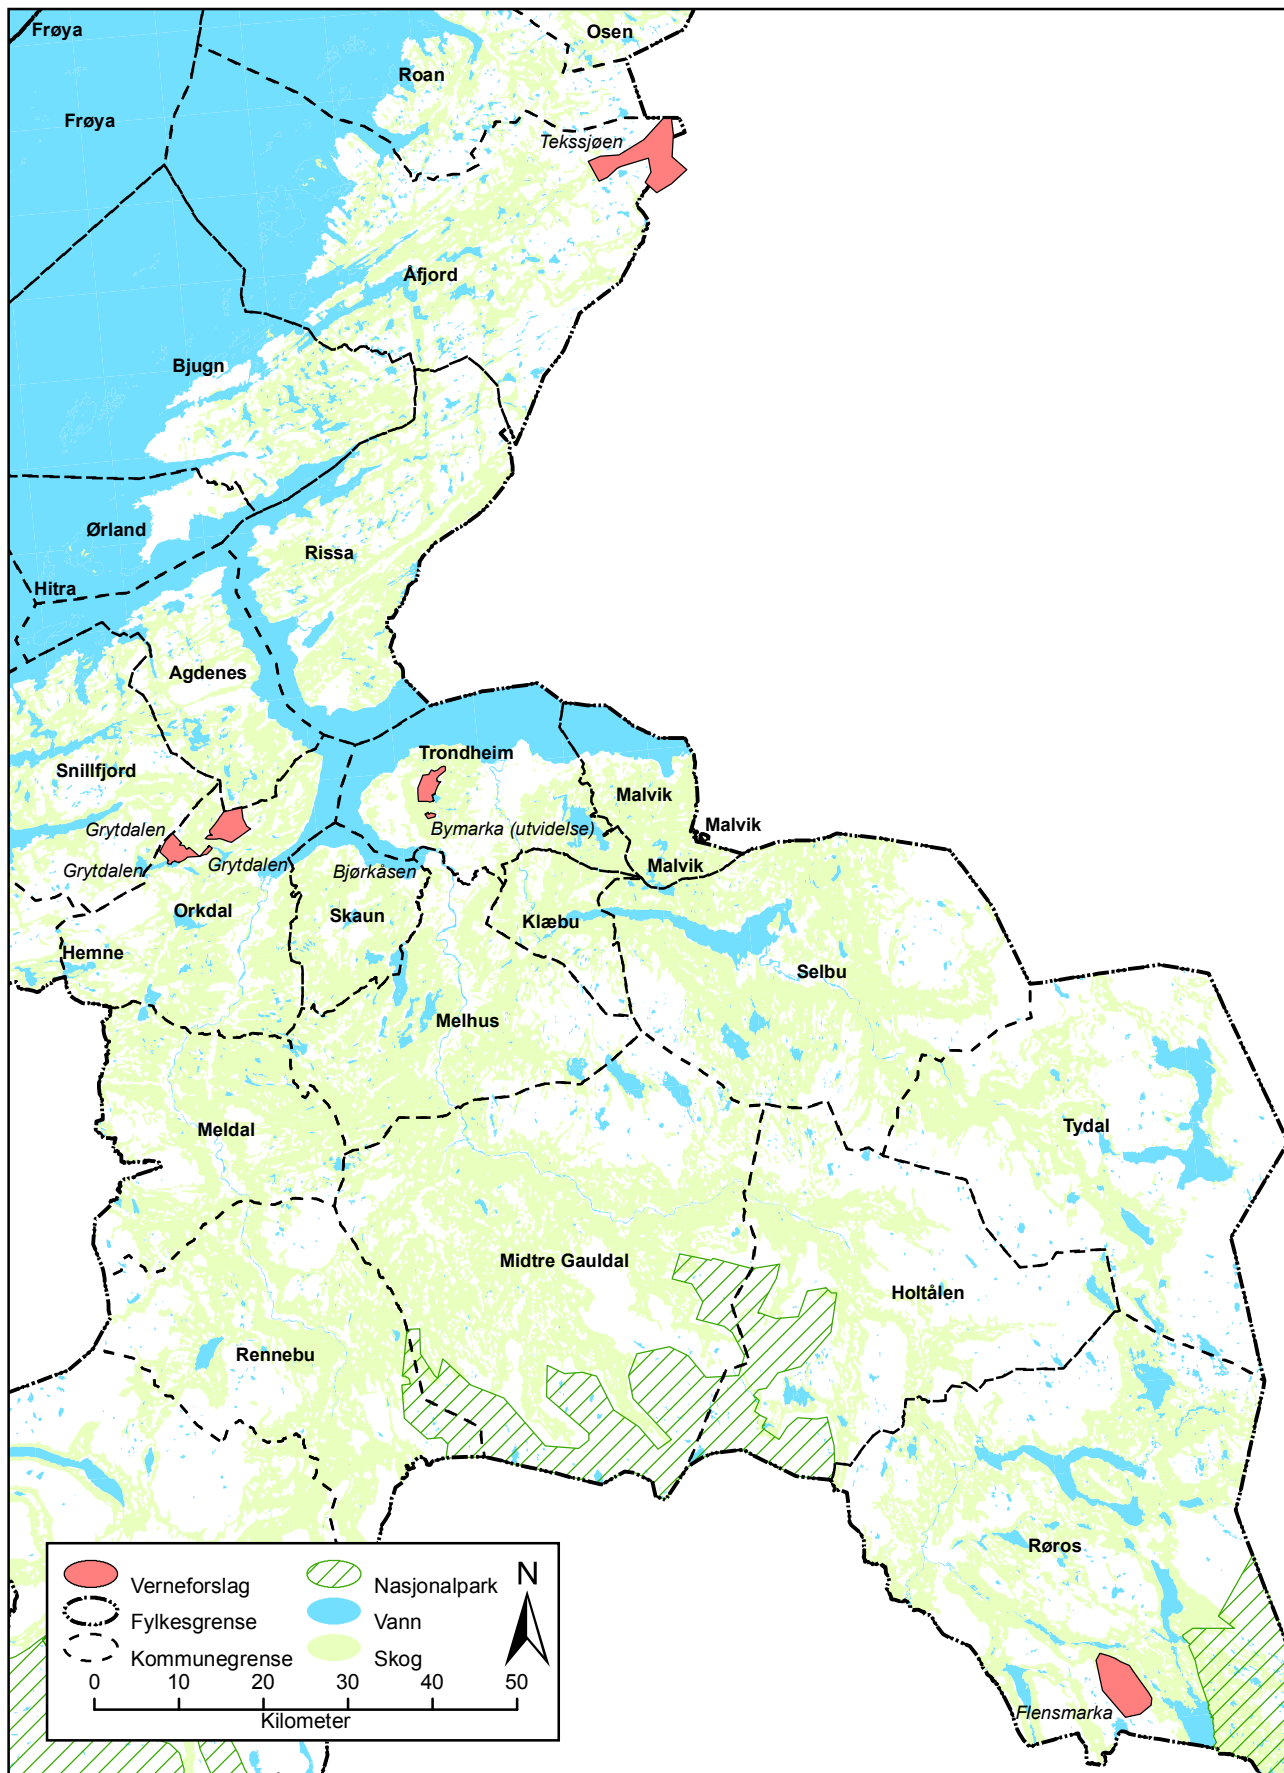 Frøya
Osen
Roan
Frøya
Tekssjøen
Åfjord
Bjugn
Ørland
Rissa
Hitra
Agdenes
Trondheim
Snillfjord
Malvik
Malvik
Grytdalen
Bymarka (utvidelse)
Grytdalen
Malvik
Grytdalen
Bjørkåsen
Orkdal
Skaun
Klæbu
Hemne
Selbu
Melhus
Meldal
Tydal
Midtre Gauldal
Holtålen
Rennebu
Røros
Flensmarka
Verneforslag
Fylkesgrense
Kommunegrense
Nasjonalpark
Vann
Skog
N
0 10 20 30 40 50
Kilometer